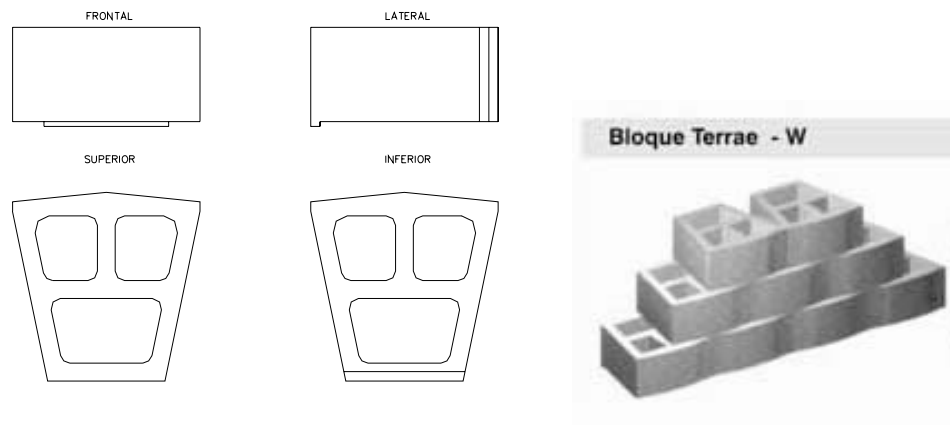 FRONTAL
LATERAL
Bloque Terrae - W
SUPERIOR
INFERIOR